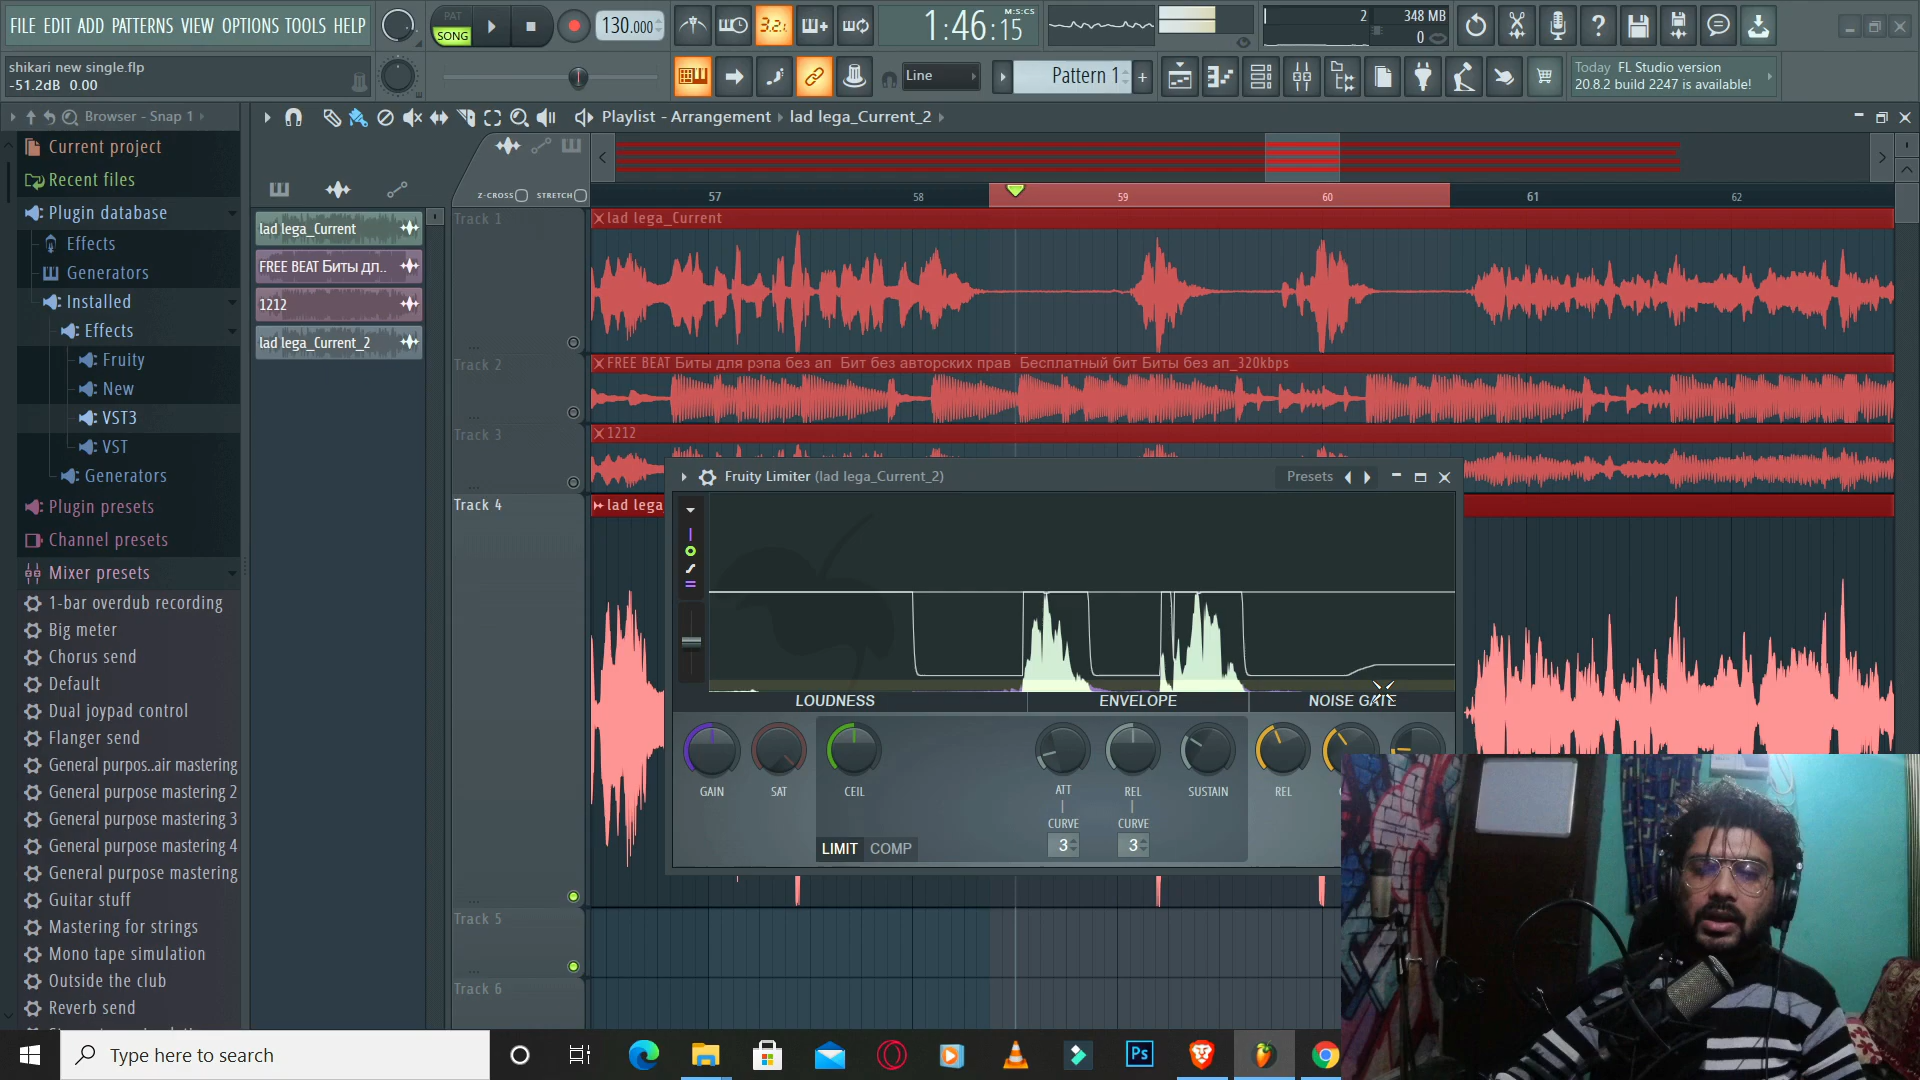 FILE EDIT ADD PATTERNS VIEW OPTIONS TOOLS HELP
PAT
SONG
130.000
3.2.
1:46:15
M:S:CS
2
348 MB
0
shikari new single.flp
-51.2dB 0.00
Line
Pattern 1
Today FL Studio version
20.8.2 build 2247 is available!
Browser - Snap 1
Playlist - Arrangement
lad lega_Current_2
Current project
Recent files
Plugin database
Effects
Generators
Installed
Effects
Fruity
New
VST3
VST
Generators
Plugin presets
Channel presets
Mixer presets
1-bar overdub recording
Big meter
Chorus send
Default
Dual joypad control
Flanger send
General purpos..air mastering
General purpose mastering 2
General purpose mastering 3
General purpose mastering 4
General purpose mastering
Guitar stuff
Mastering for strings
Mono tape simulation
Outside the club
Reverb send
lad lega_Current
FREE BEAT Биты дл..
1212
lad lega_Current_2
Z-CROSS
STRETCH
57
58
59
60
61
62
Track 1
lad lega_Current
Track 2
FREE BEAT Биты для рэпа без ап Бит без авторских прав Бесплатный бит Биты без ап_320kbps
Track 3
1212
Track 4
lad lega
Track 5
Track 6
Fruity Limiter (lad lega_Current_2)
Presets
LOUDNESS
ENVELOPE
NOISE GATE
GAIN
SAT
CEIL
ATT
REL
SUSTAIN
REL
CURVE
CURVE
3
3
LIMIT
COMP
Type here to search
Ps